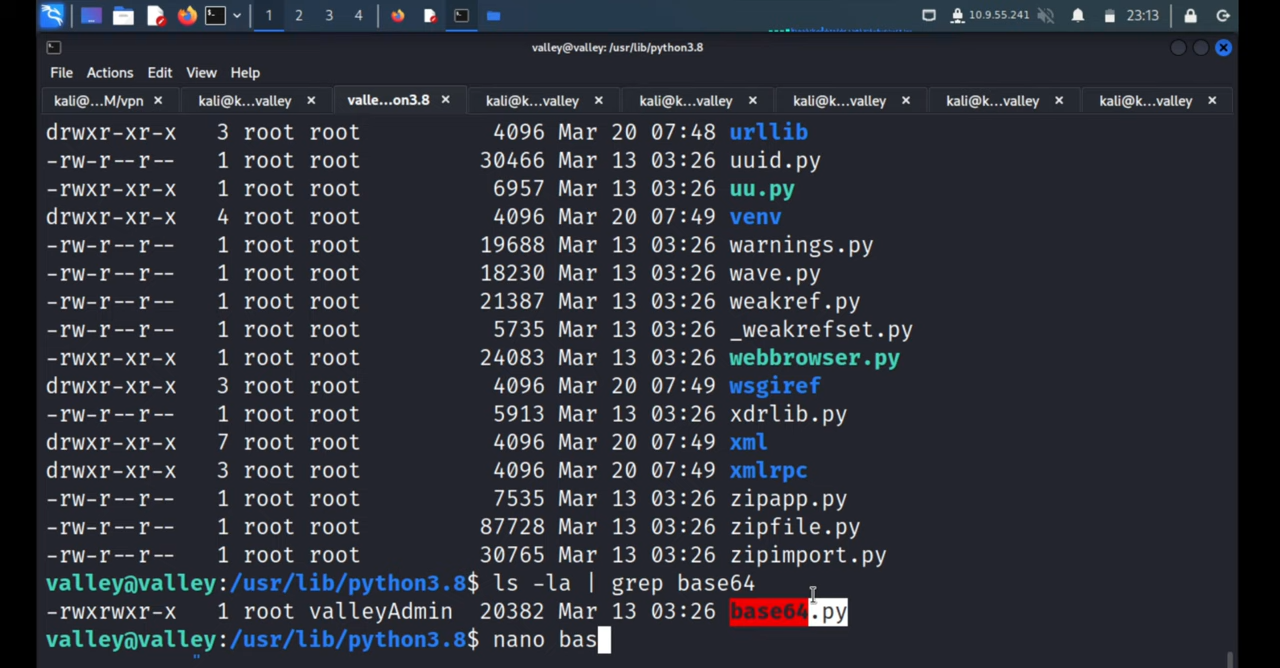 1 2 3 4 10.9.55.241 23:13
valley@valley: /usr/lib/python3.8
File Actions Edit View Help
kali@...M/vpn kali@k...valley valle...on3.8 kali@k...valley kali@k...valley kali@k...valley kali@k...valley kali@k...valley
drwxr-xr-x 3 root root 4096 Mar 20 07:48 urllib
-rw-r--r-- 1 root root 30466 Mar 13 03:26 uuid.py
-rwxr-xr-x 1 root root 6957 Mar 13 03:26 uu.py
drwxr-xr-x 4 root root 4096 Mar 20 07:49 venv
-rw-r--r-- 1 root root 19688 Mar 13 03:26 warnings.py
-rw-r--r-- 1 root root 18230 Mar 13 03:26 wave.py
-rw-r--r-- 1 root root 21387 Mar 13 03:26 weakref.py
-rw-r--r-- 1 root root 5735 Mar 13 03:26 _weakrefset.py
-rwxr-xr-x 1 root root 24083 Mar 13 03:26 webbrowser.py
drwxr-xr-x 3 root root 4096 Mar 20 07:49 wsgiref
-rw-r--r-- 1 root root 5913 Mar 13 03:26 xdrlib.py
drwxr-xr-x 7 root root 4096 Mar 20 07:49 xml
drwxr-xr-x 3 root root 4096 Mar 20 07:49 xmlrpc
-rw-r--r-- 1 root root 7535 Mar 13 03:26 zipapp.py
-rw-r--r-- 1 root root 87728 Mar 13 03:26 zipfile.py
-rw-r--r-- 1 root root 30765 Mar 13 03:26 zipimport.py
valley@valley:/usr/lib/python3.8$ ls -la | grep base64
-rwxrwxr-x 1 root valleyAdmin 20382 Mar 13 03:26 base64.py
valley@valley:/usr/lib/python3.8$ nano bas